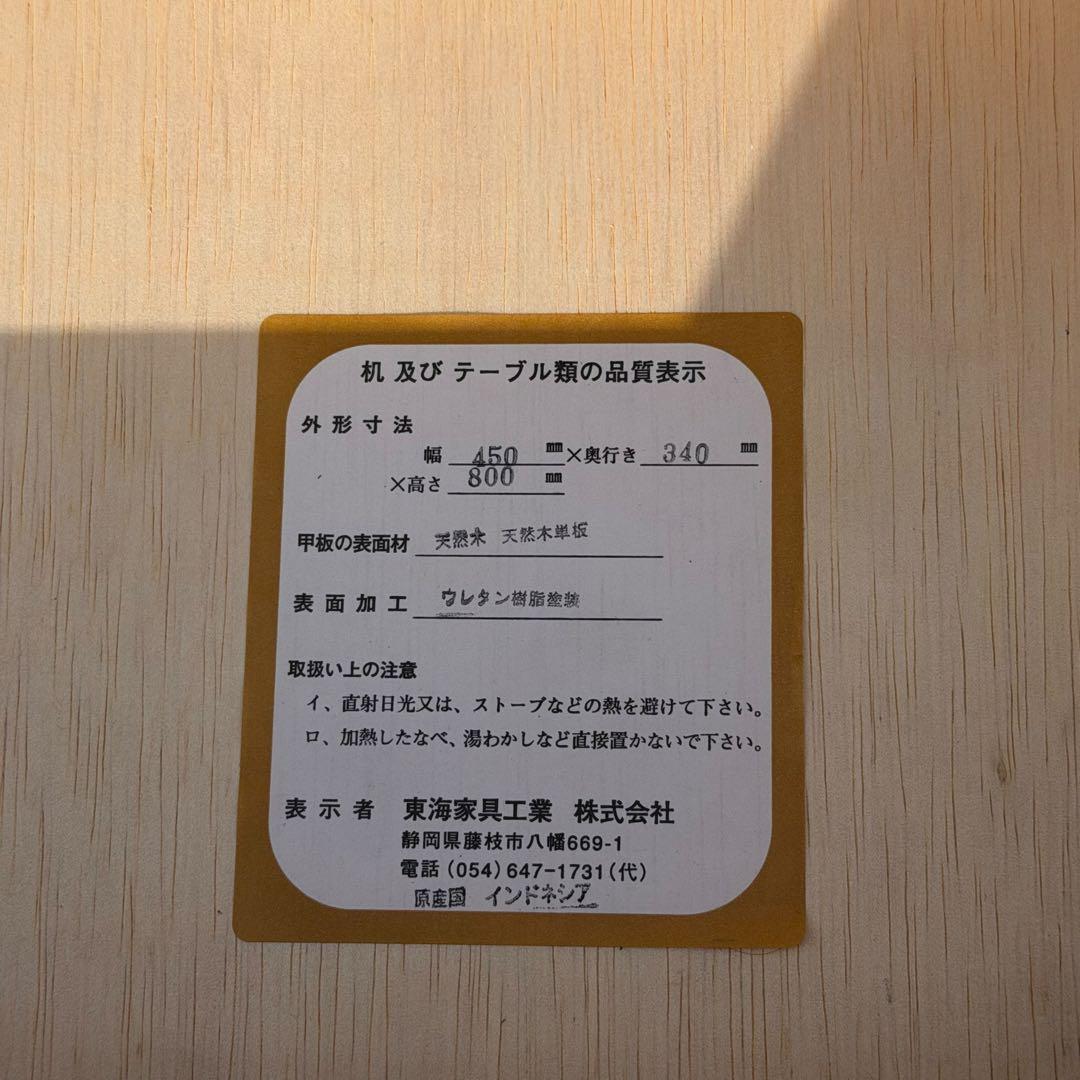 机 及び テーブル類の品質表示
外形寸法
幅 450 mm×奥行き 340 mm
×高さ 800 mm
甲板の表面材 天然木 天然木単板
表面加工 ウレタン樹脂塗装
取扱い上の注意
イ、直射日光又は、ストーブなどの熱を避けて下さい。
ロ、加熱したなべ、湯わかしなど直接置かないで下さい。
表示者 東海家具工業 株式会社
静岡県藤枝市八幡669-1
電話(054)647-1731(代)
原産国 インドネシア